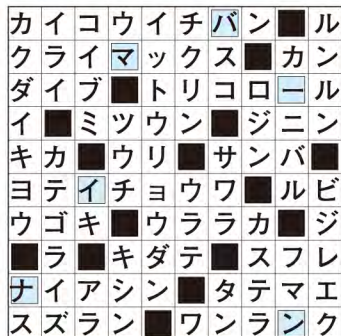 カイコウイチバン■ル
クライマックス■カン
ダイブ■トリコロール
イ■ミツウン■ジニン
キカ■ウリ■サンバ■
ヨテイチョウワ■ルビ
ウゴキ■ウララカ■ジ
■ラ■キダテ■スフレ
ナイアシン■タテマエ
スズラン■ワンランク